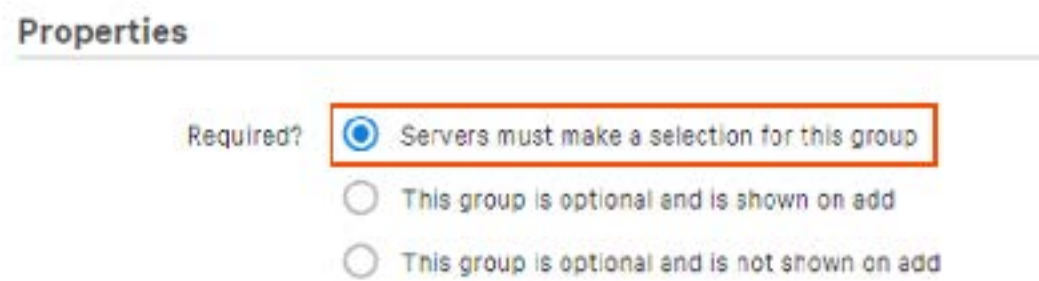 Properties
Required? Servers must make a selection for this group
This group is optional and is shown on add
This group is optional and is not shown on add